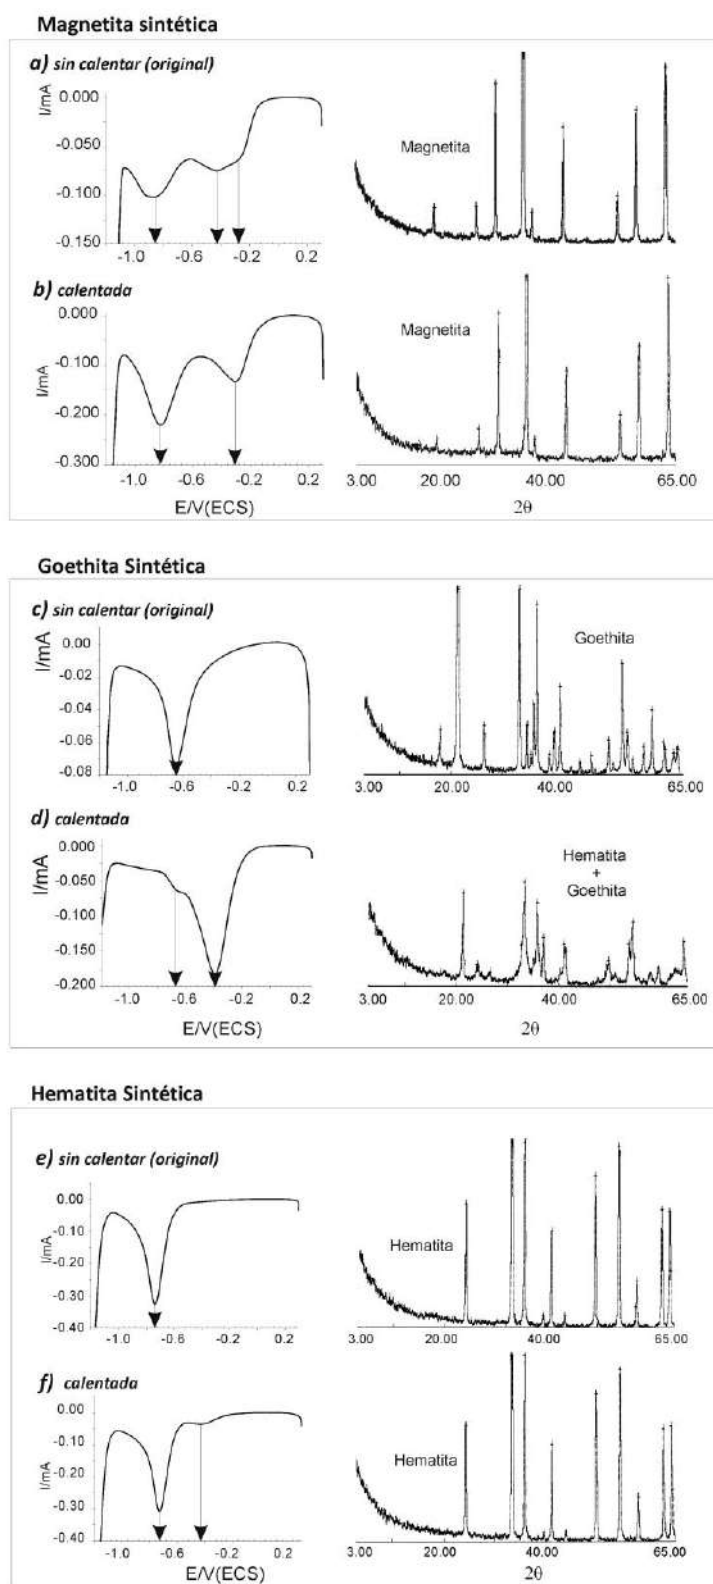 Magnetita sintética
a) sin calentar (original)
I/mA
0.000
-0.050
-0.100
-0.150
-1.0 -0.6 -0.2 0.2
Magnetita
b) calentada
I/mA
0.000
-0.100
-0.200
-0.300
-1.0 -0.6 -0.2 0.2
E/V(ECS)
Magnetita
3.00 20.00 40.00 65.00
2θ
Goethita Sintética
c) sin calentar (original)
I/mA
0.00
-0.02
-0.04
-0.06
-0.08
-1.0 -0.6 -0.2 0.2
Goethita
3.00 20.00 40.00 65.00
d) calentada
I/mA
0.000
-0.050
-0.100
-0.150
-0.200
-1.0 -0.6 -0.2 0.2
E/V(ECS)
Hematita
+
Goethita
3.00 20.00 40.00 65.00
2θ
Hematita Sintética
e) sin calentar (original)
I/mA
0.00
-0.10
-0.20
-0.30
-0.40
-1.0 -0.6 -0.2 0.2
Hematita
3.00 20.00 40.00 65.00
f) calentada
I/mA
0.00
-0.10
-0.20
-0.30
-0.40
-1.0 -0.6 -0.2 0.2
E/V(ECS)
Hematita
3.00 20.00 40.00 65.00
2θ